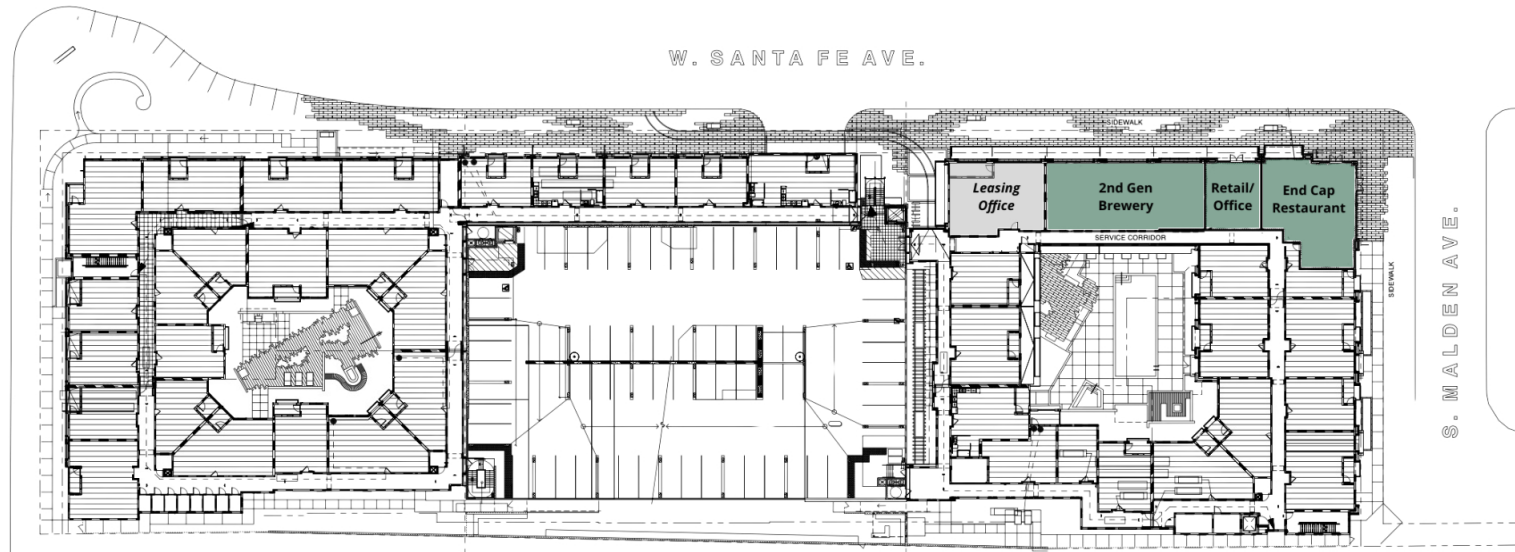 W. SANTA FE AVE.
SIDEWALK
Leasing
Office
2nd Gen
Brewery
Retail/
Office
End Cap
Restaurant
SERVICE CORRIDOR
SIDEWALK
S. MALDEN AVE.